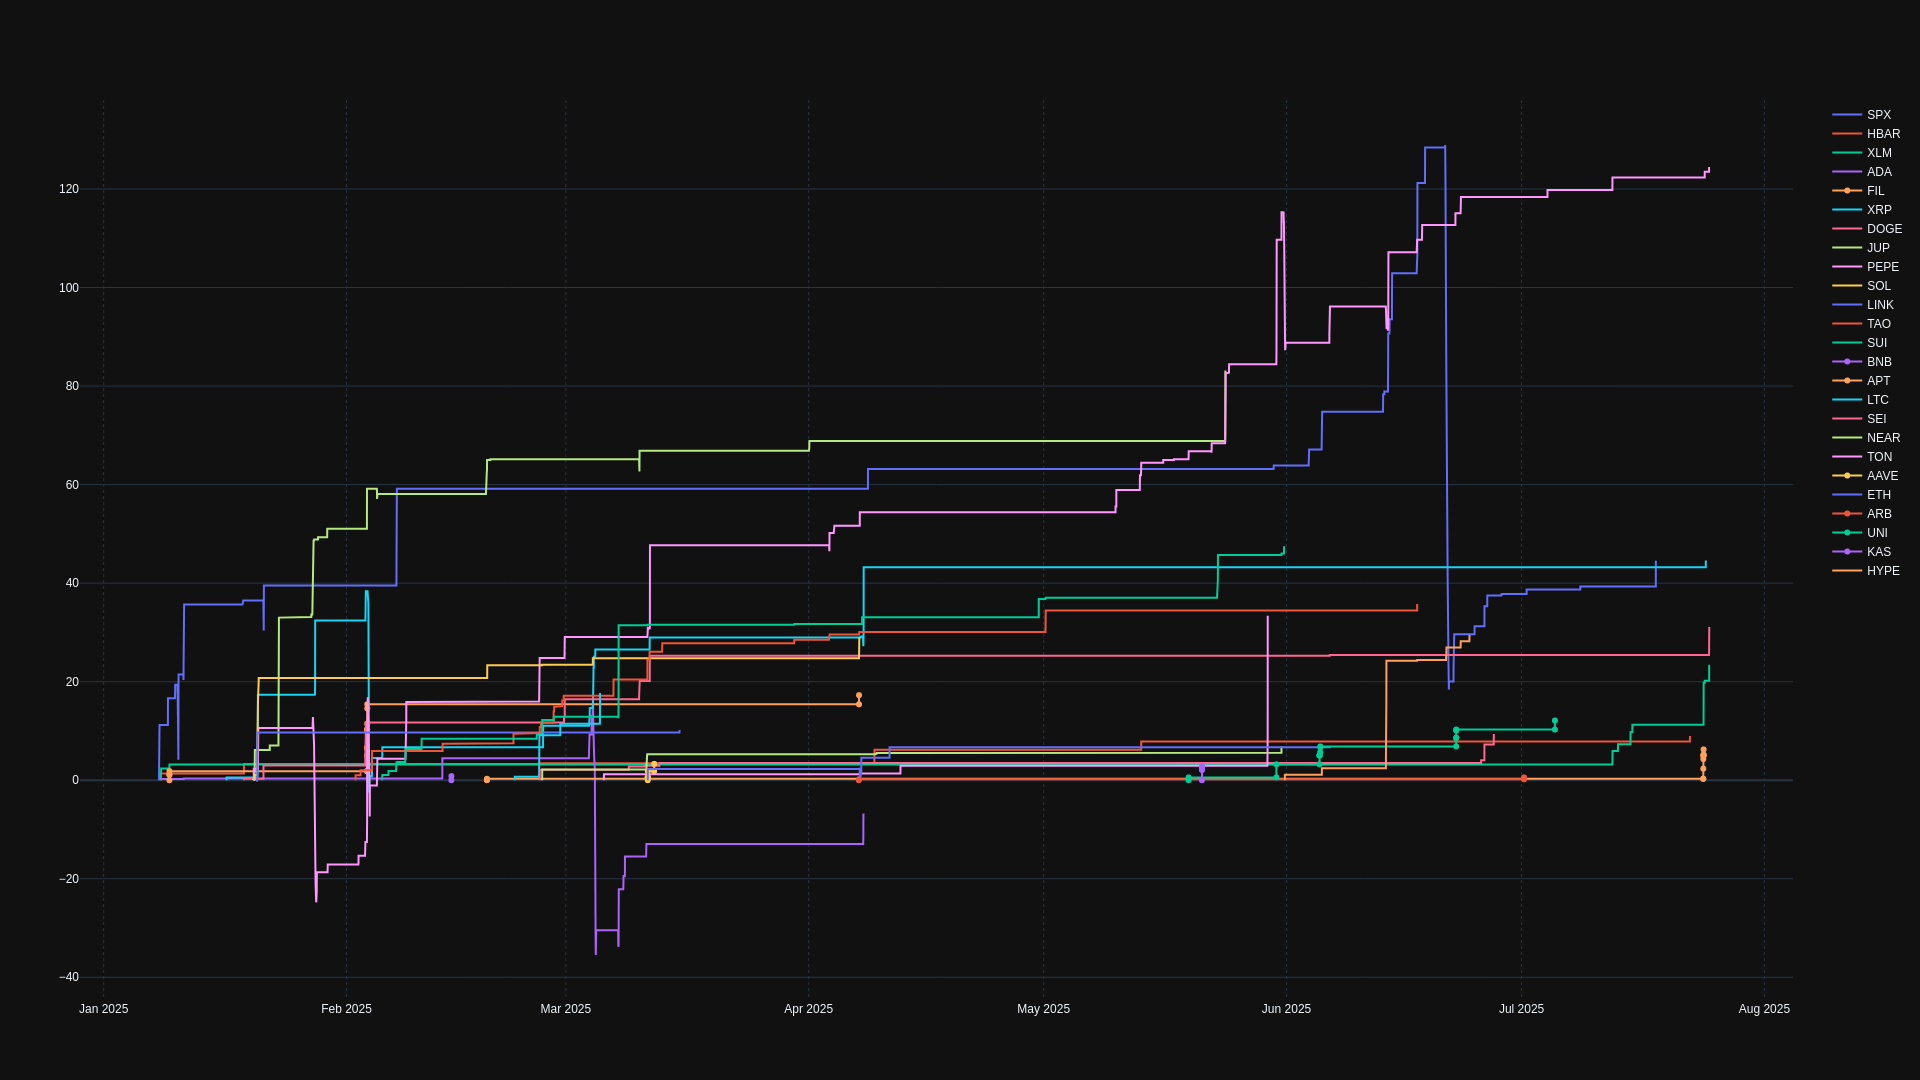 120
100
80
60
40
20
0
−20
−40
Jan 2025
Feb 2025
Mar 2025
Apr 2025
May 2025
Jun 2025
Jul 2025
Aug 2025
SPX
HBAR
XLM
ADA
FIL
XRP
DOGE
JUP
PEPE
SOL
LINK
TAO
SUI
BNB
APT
LTC
SEI
NEAR
TON
AAVE
ETH
ARB
UNI
KAS
HYPE